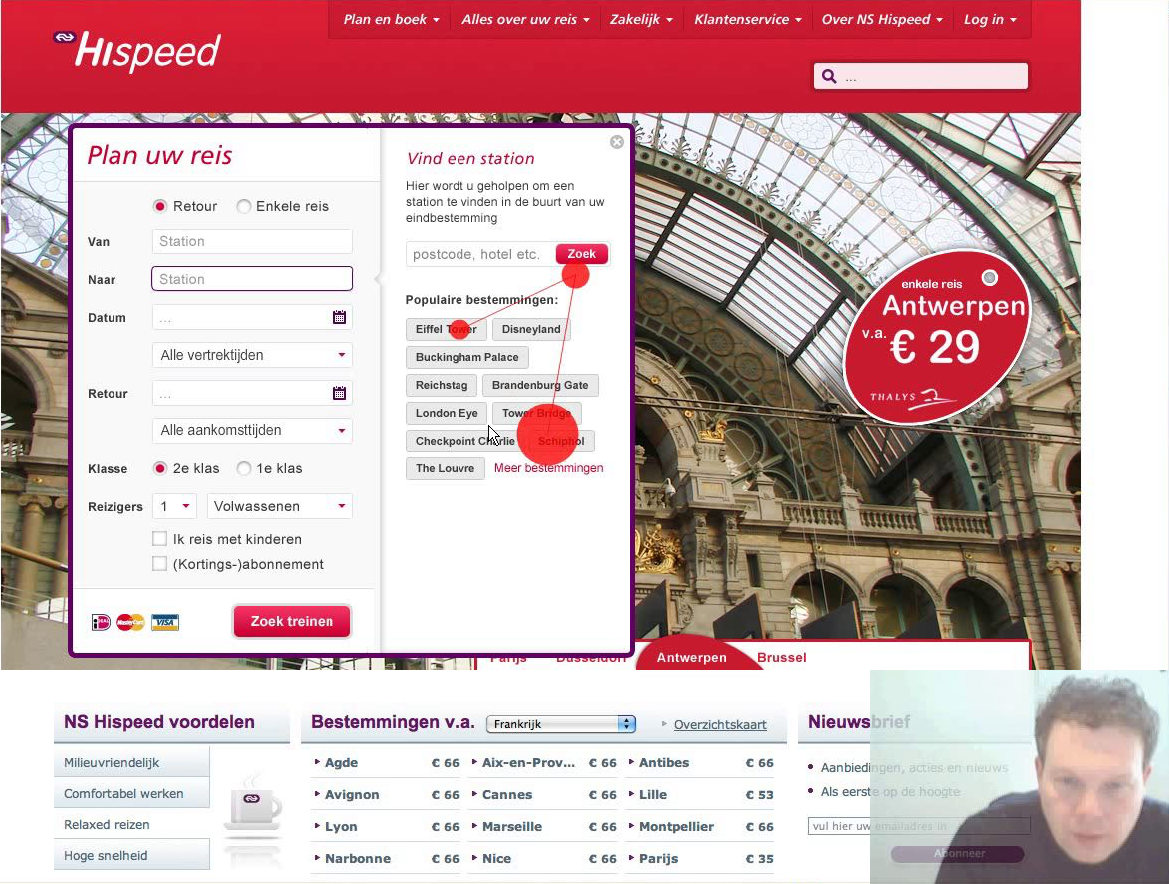 Plan en boek
Alles over uw reis
Zakelijk
Klantenservice
Over NS Hispeed
Log in
Hispeed
...
Plan uw reis
Retour
Enkele reis
Van
Station
Naar
Station
Datum
...
Alle vertrektijden
Retour
...
Alle aankomsttijden
Klasse
2e klas
1e klas
Reizigers
1
Volwassenen
Ik reis met kinderen
(Kortings-)abonnement
iDEAL
MasterCard
VISA
Zoek treinen
Vind een station
Hier wordt u geholpen om een
station te vinden in de buurt van uw
eindbestemming
postcode, hotel etc.
Zoek
Populaire bestemmingen:
Eiffel Tower
Disneyland
Buckingham Palace
Reichstag
Brandenburg Gate
London Eye
Tower Bridge
Checkpoint Charlie
Schiphol
The Louvre
Meer bestemmingen
enkele reis
Antwerpen
v.a. € 29
THALYS
Parijs
Dusseldorf
Antwerpen
Brussel
NS Hispeed voordelen
Milieuvriendelijk
Comfortabel werken
Relaxed reizen
Hoge snelheid
Bestemmingen v.a.
Frankrijk
Overzichtskaart
Agde € 66
Aix-en-Prov... € 66
Antibes € 66
Avignon € 66
Cannes € 66
Lille € 53
Lyon € 66
Marseille € 66
Montpellier € 66
Narbonne € 66
Nice € 66
Parijs € 35
Nieuwsbrief
Aanbiedingen, acties en nieuws
Als eerste op de hoogte
vul hier uw emailadres in
Abonneer